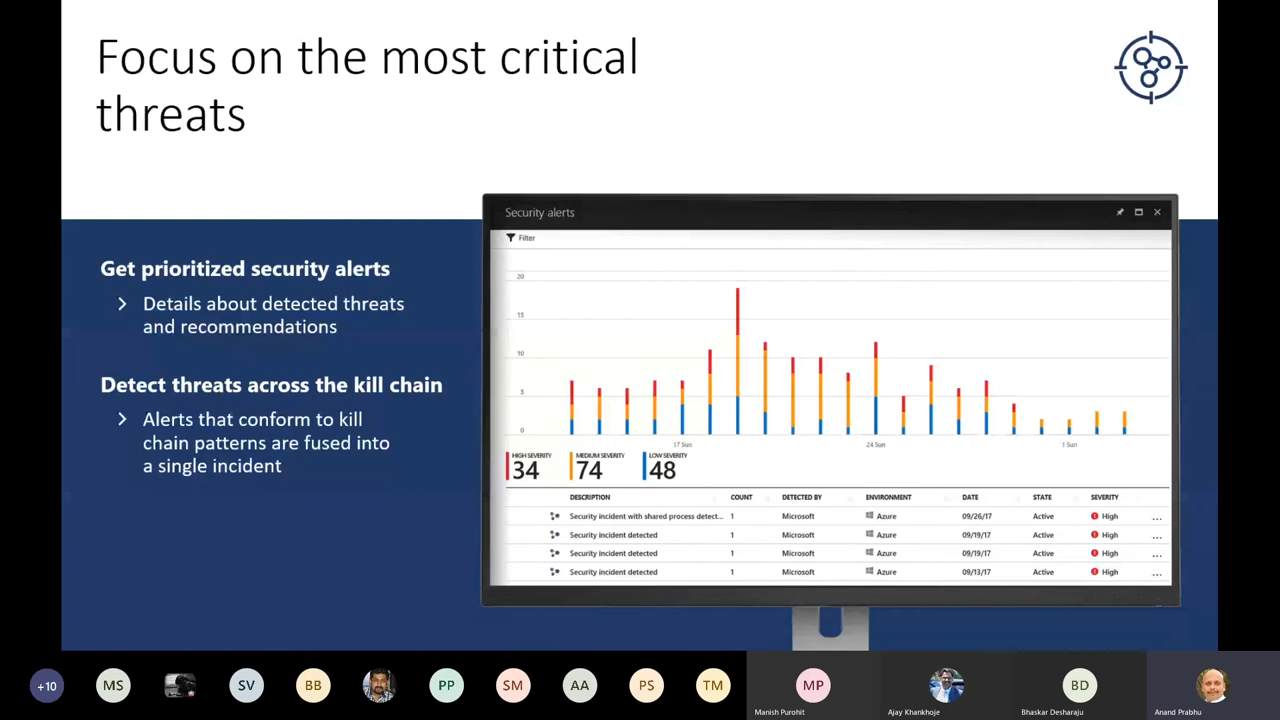 Focus on the most critical
threats
Get prioritized security alerts
Details about detected threats
and recommendations
Detect threats across the kill chain
Alerts that conform to kill
chain patterns are fused into
a single incident
Security alerts
Filter
20
15
10
5
0
17 Sun
24 Sun
1 Sun
HIGH SEVERITY
34
MEDIUM SEVERITY
74
LOW SEVERITY
48
DESCRIPTION COUNT DETECTED BY ENVIRONMENT DATE STATE SEVERITY
Security incident with shared process detect... 1 Microsoft Azure 09/26/17 Active High ...
Security incident detected 1 Microsoft Azure 09/19/17 Active High ...
Security incident detected 1 Microsoft Azure 09/19/17 Active High ...
Security incident detected 1 Microsoft Azure 09/13/17 Active High ...
+10 MS SV BB PP SM AA PS TM MP BD
Manish Purohit Ajay Khankhoje Bhaskar Desharaju Anand Prabhu